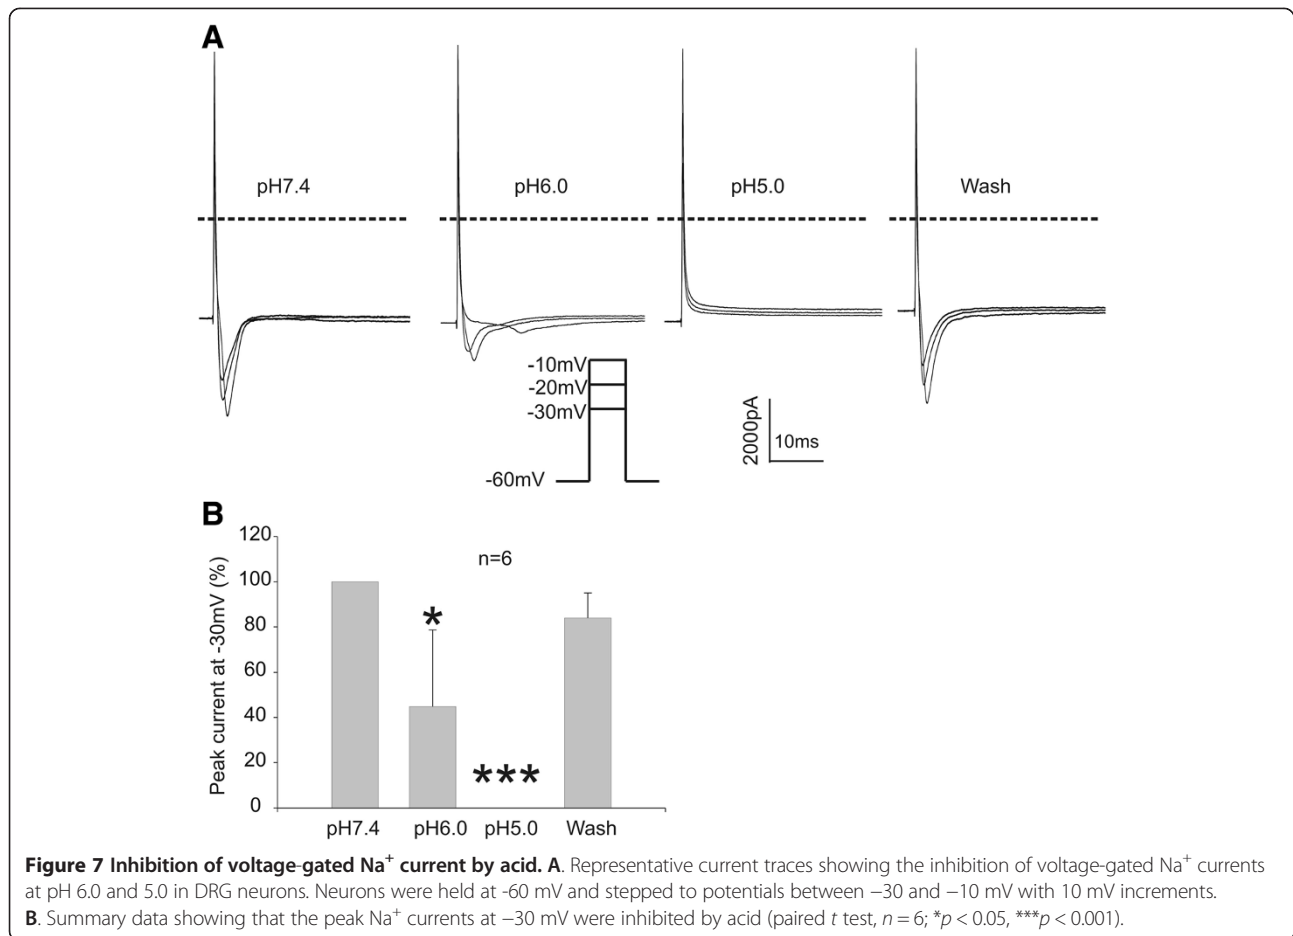 A
pH7.4
pH6.0
pH5.0
Wash
-10mV
-20mV
-30mV
-60mV
2000pA
10ms
B
Peak current at -30mV (%)
120
100
80
60
40
20
0
n=6
*
***
pH7.4
pH6.0
pH5.0
Wash
Figure 7 Inhibition of voltage-gated Na⁺ current by acid. A. Representative current traces showing the inhibition of voltage-gated Na⁺ currents
at pH 6.0 and 5.0 in DRG neurons. Neurons were held at -60 mV and stepped to potentials between −30 and −10 mV with 10 mV increments.
B. Summary data showing that the peak Na⁺ currents at −30 mV were inhibited by acid (paired t test, n = 6; *p < 0.05, ***p < 0.001).